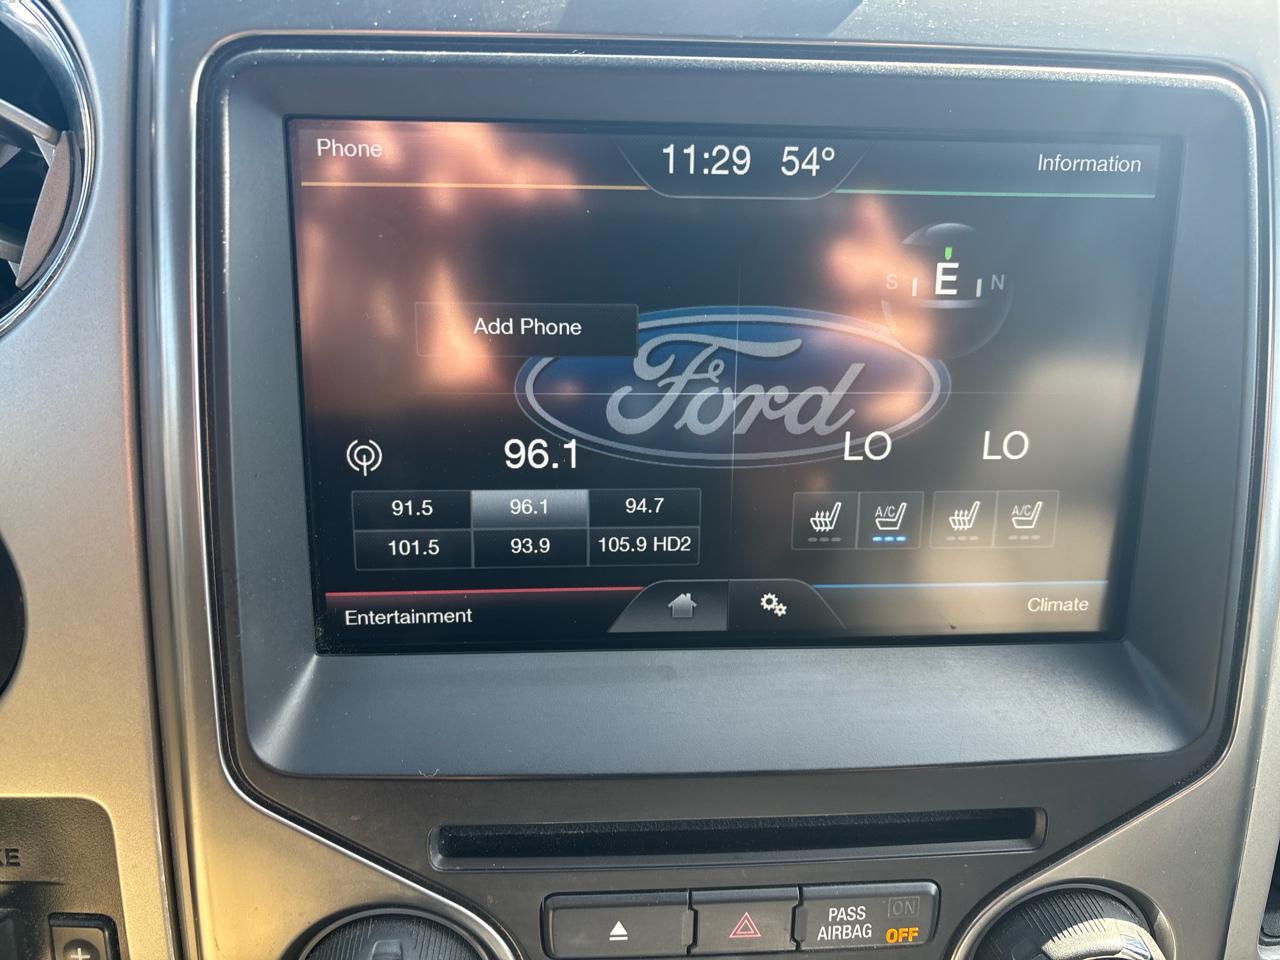 Phone
11:29 54°
Information
S E N
Add Phone
Ford
96.1
LO LO
91.5 96.1 94.7
101.5 93.9 105.9 HD2
A/C A/C
Entertainment
Climate
PASS AIRBAG
ON
OFF